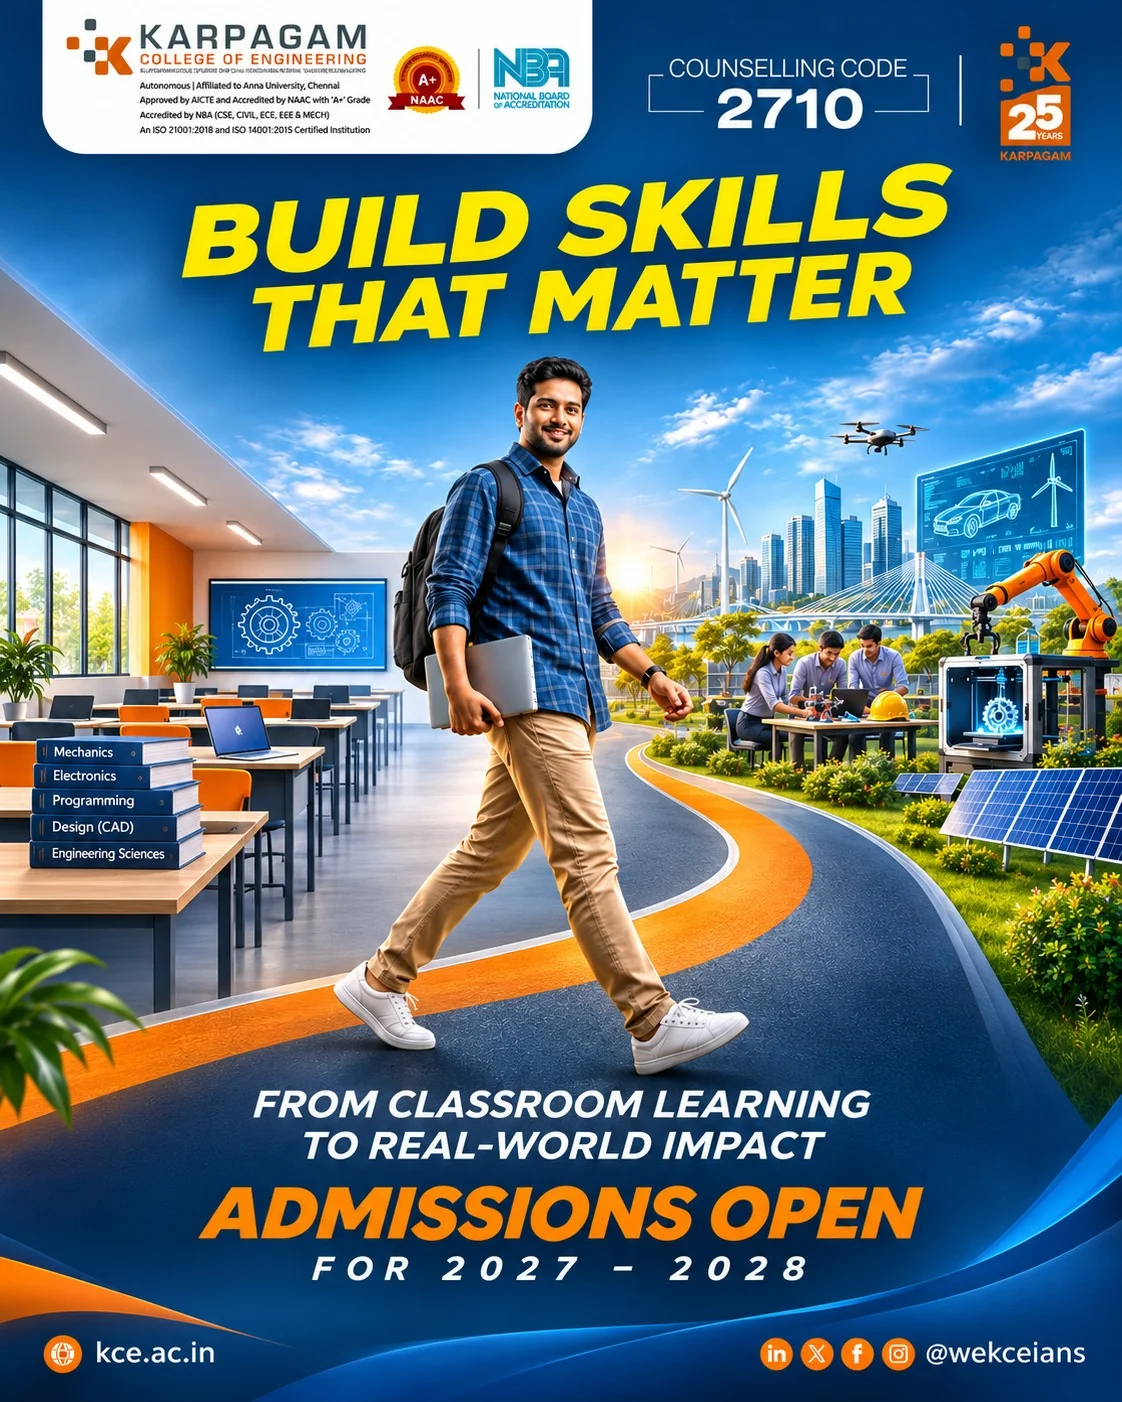 KARPAGAM
COLLEGE OF ENGINEERING
Autonomous | Affiliated to Anna University, Chennai
Approved by AICTE and Accredited by NAAC with 'A+' Grade
Accredited by NBA (CSE, CIVIL, ECE, EEE & MECH)
An ISO 21001:2018 and ISO 14001:2015 Certified Institution
A+
NAAC
NBA
NATIONAL BOARD
OF ACCREDITATION
COUNSELLING CODE
2710
K
25
YEARS
KARPAGAM
BUILD SKILLS
THAT MATTER
Mechanics
Electronics
Programming
Design (CAD)
Engineering Sciences
FROM CLASSROOM LEARNING
TO REAL-WORLD IMPACT
ADMISSIONS OPEN
FOR 2027 – 2028
kce.ac.in
@wekceians